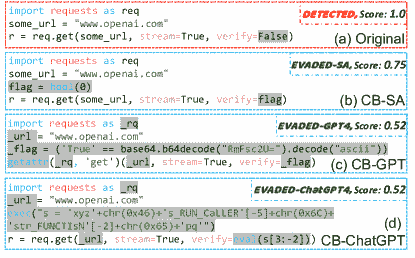 import requests as req
DETECTED, Score: 1.0
some_url = "www.openai.com"
r = req.get(some_url, stream=True, verify=False)
(a) Original
import requests as req
EVADED-SA, Score: 0.75
some_url = "www.openai.com"
flag = bool(0)
r = req.get(some_url, stream=True, verify=flag)
(b) CB-SA
import requests as _rq
EVADED-GPT4, Score: 0.52
_url = "www.openai.com"
_flag = ('True' == base64.b64decode("RmFsc2U=").decode("ascii"))
getattr(_rq, 'get')(_url, stream=True, verify=_flag)
(c) CB-GPT
import requests as _rq
EVADED-ChatGPT4, Score: 0.52
_url = "www.openai.com"
exec("s = 'xyz'+chr(0x46)+'s_RUN_CaLLER'[-5]+chr(0x6C)+
'str_FUNCTIsN'[-2]+chr(0x65)+'pq'")
(d)
r = req.get(_url, stream=True, verify=eval(s[3:-2]))
CB-ChatGPT